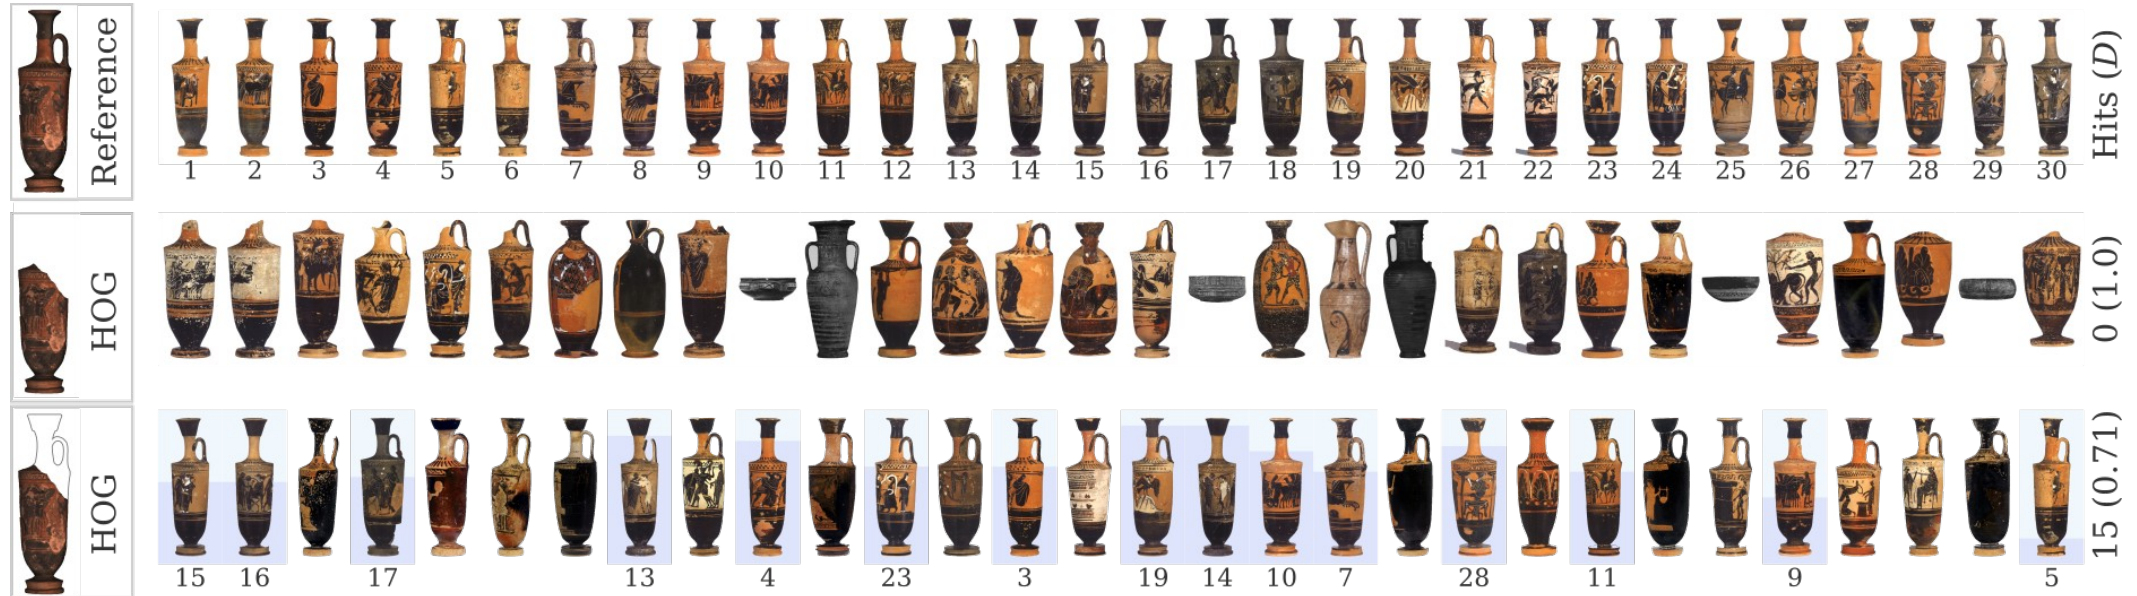 Reference
Hits (D)
1 2 3 4 5 6 7 8 9 10 11 12 13 14 15 16 17 18 19 20 21 22 23 24 25 26 27 28 29 30
HOG
0 (1.0)
HOG
15 (0.71)
15 16 17 13 4 23 3 19 14 10 7 28 11 9 5